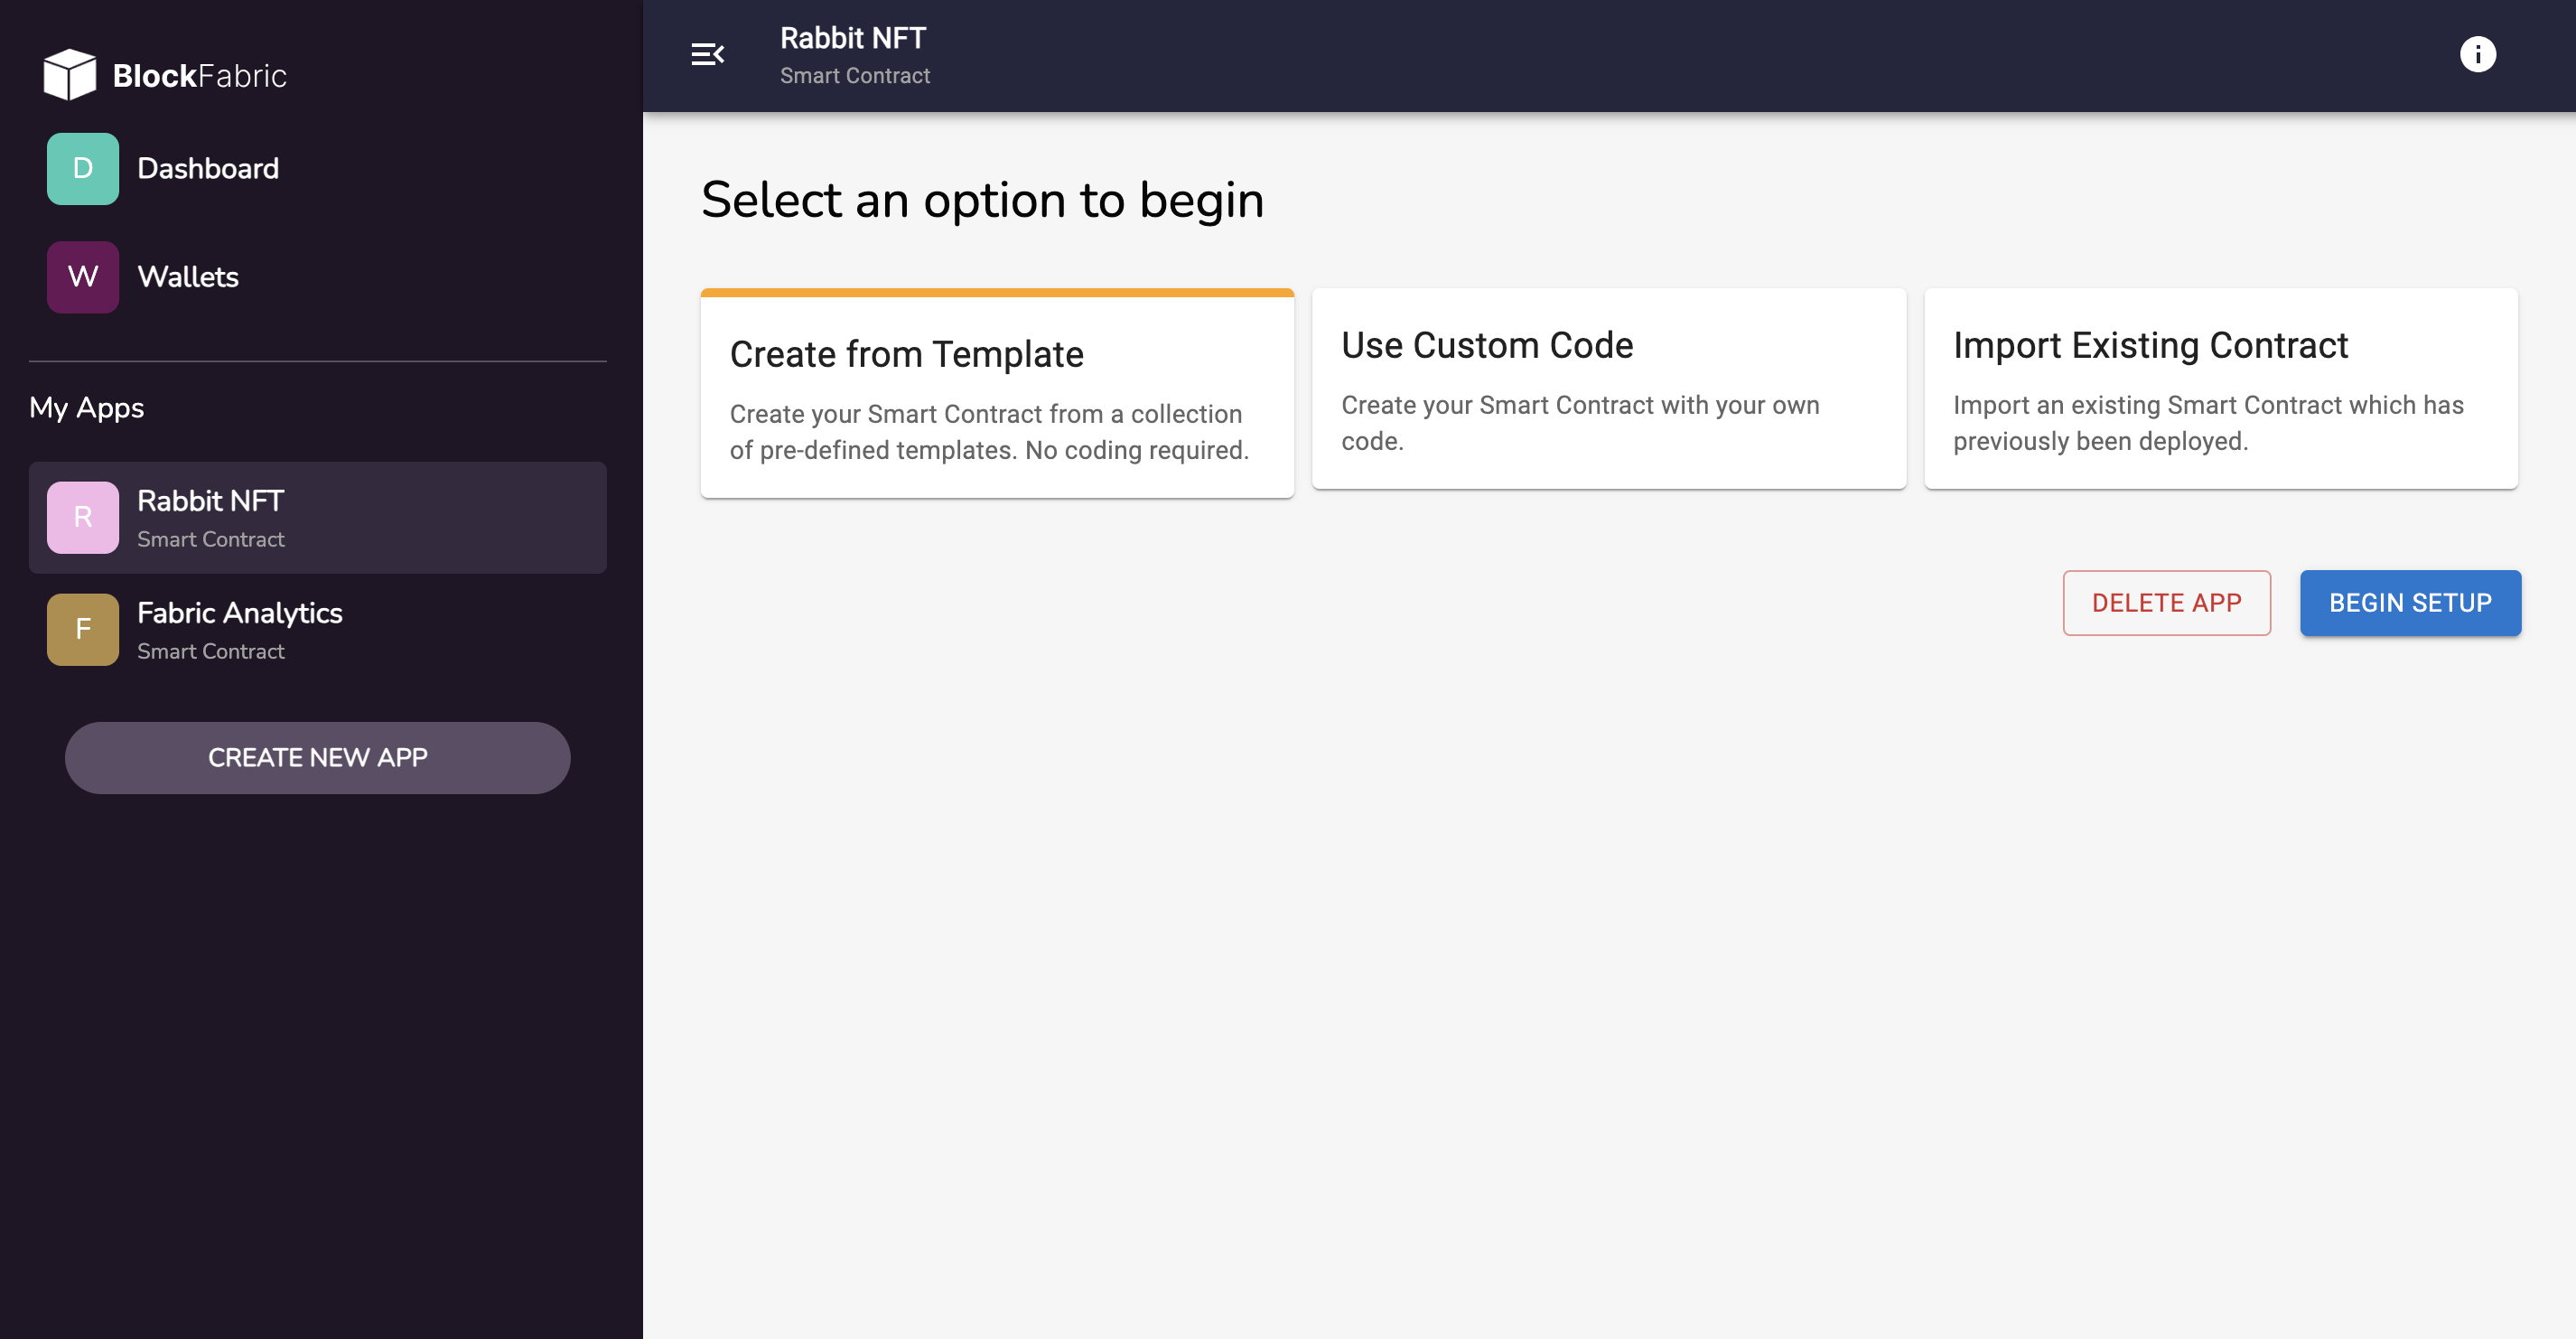 BlockFabric
D
Dashboard
W
Wallets
My Apps
R
Rabbit NFT
Smart Contract
F
Fabric Analytics
Smart Contract
CREATE NEW APP
Rabbit NFT
Smart Contract
i
Select an option to begin
Create from Template
Create your Smart Contract from a collection
of pre-defined templates. No coding required.
Use Custom Code
Create your Smart Contract with your own
code.
Import Existing Contract
Import an existing Smart Contract which has
previously been deployed.
DELETE APP
BEGIN SETUP